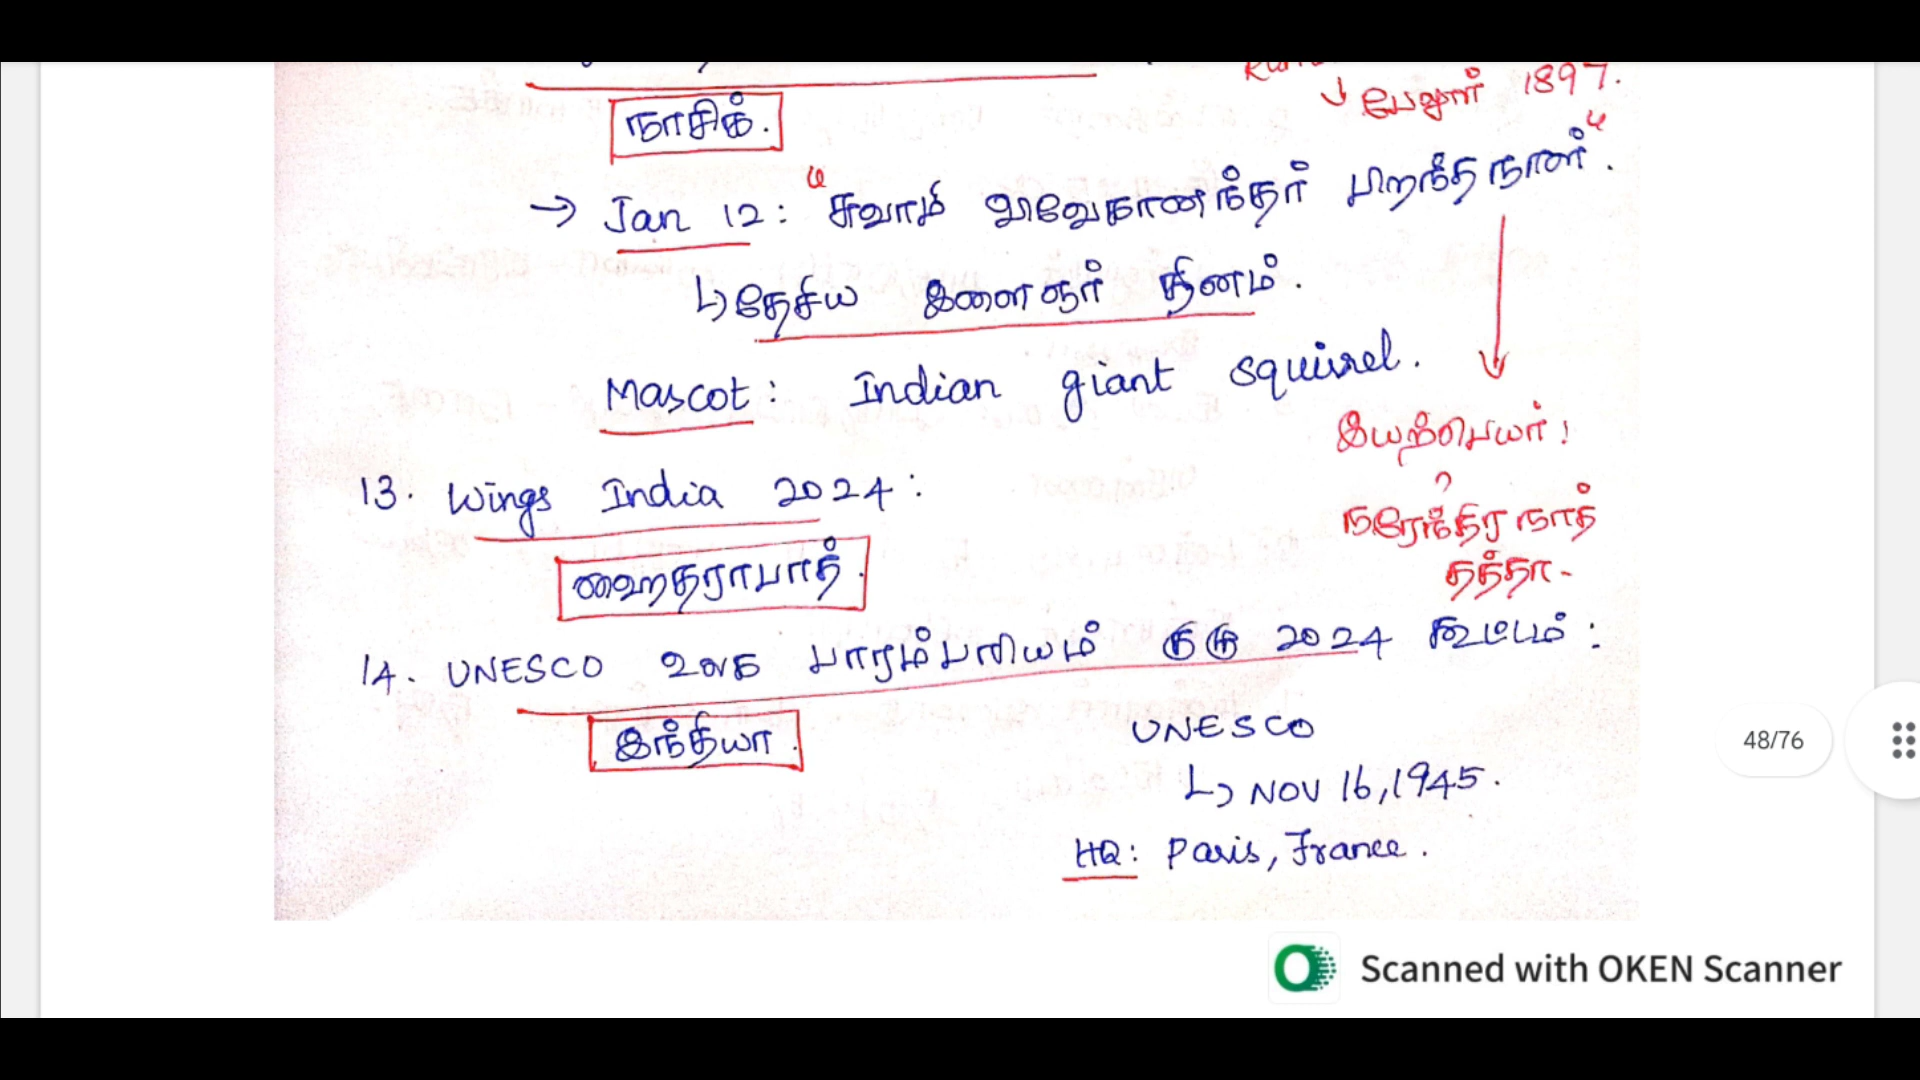 பேலூர் 1897.
நாசிக்.
→ Jan 12: சுவாமி விவேகானந்தர் பிறந்தநாள்.
தேசிய இளைஞர் தினம்.
Mascot: Indian giant squirrel.
இயற்பெயர்!
?
நரேந்திர நாத்
தத்தா-
13. Wings India 2024:
ஹைதராபாத்.
14. UNESCO உலக பாரம்பரியம் குழு 2024 கூட்டம்:
இந்தியா.
UNESCO
Nov 16, 1945.
HQ: Paris, France.
48/76
Scanned with OKEN Scanner